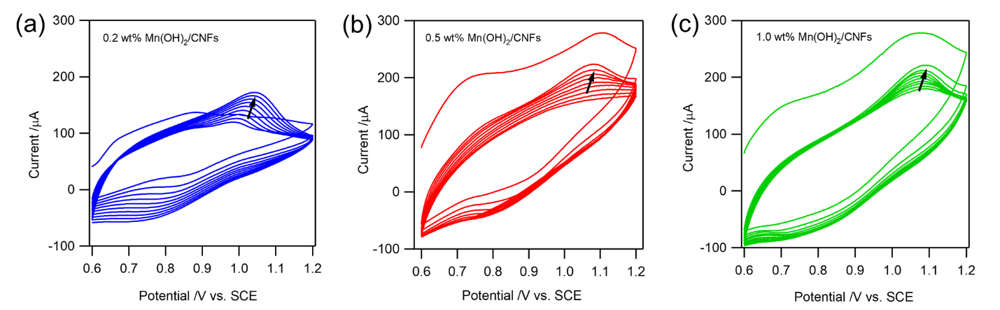 (a)
0.2 wt% Mn(OH)2/CNFs
300
200
100
0
-100
Current /μA
0.6 0.7 0.8 0.9 1.0 1.1 1.2
Potential /V vs. SCE
(b)
0.5 wt% Mn(OH)2/CNFs
300
200
100
0
-100
Current /μA
0.6 0.7 0.8 0.9 1.0 1.1 1.2
Potential /V vs. SCE
(c)
1.0 wt% Mn(OH)2/CNFs
300
200
100
0
-100
Current /μA
0.6 0.7 0.8 0.9 1.0 1.1 1.2
Potential /V vs. SCE